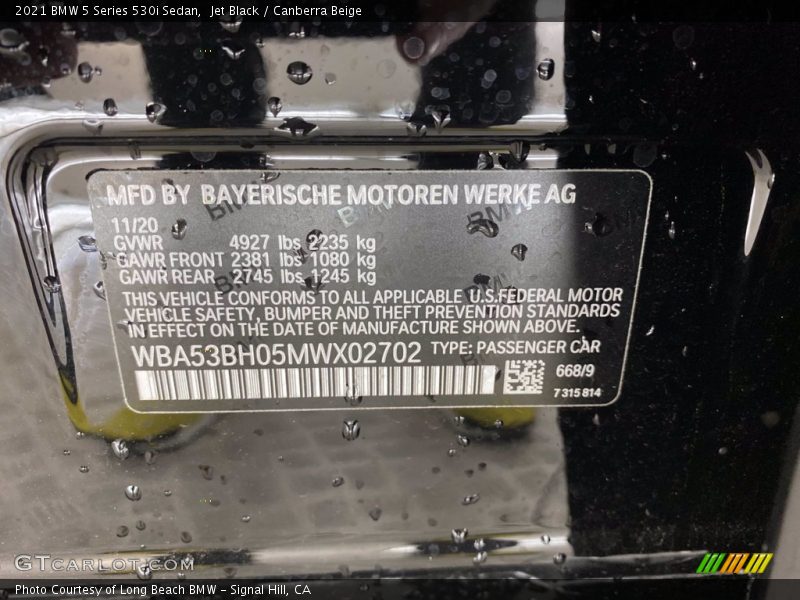 2021 BMW 5 Series 530i Sedan,  Jet Black / Canberra Beige
MFD BY BAYERISCHE MOTOREN WERKE AG
11/20
GVWR 4927 lbs 2235 kg
GAWR FRONT 2381 lbs 1080 kg
GAWR REAR 2745 lbs 1245 kg
THIS VEHICLE CONFORMS TO ALL APPLICABLE U.S.FEDERAL MOTOR
VEHICLE SAFETY, BUMPER AND THEFT PREVENTION STANDARDS
IN EFFECT ON THE DATE OF MANUFACTURE SHOWN ABOVE.
WBA53BH05MWX02702 TYPE: PASSENGER CAR
668/9
7 315 814
GTcarlot.com
Photo Courtesy of Long Beach BMW - Signal Hill, CA